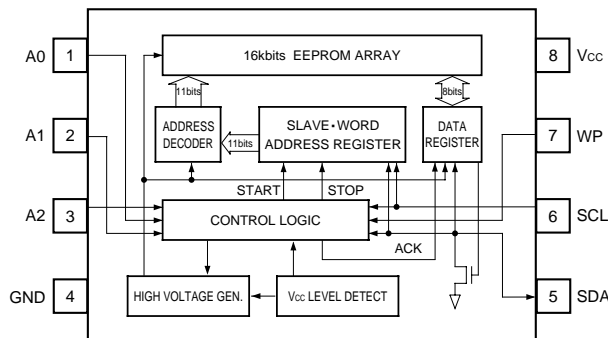 16kbits EEPROM ARRAY
A0 1
8 Vcc
11bits
8bits
ADDRESS
DECODER
11bits
SLAVE・WORD
ADDRESS REGISTER
DATA
REGISTER
A1 2
7 WP
START
STOP
A2 3
CONTROL LOGIC
6 SCL
ACK
GND 4
HIGH VOLTAGE GEN.
Vcc LEVEL DETECT
5 SDA